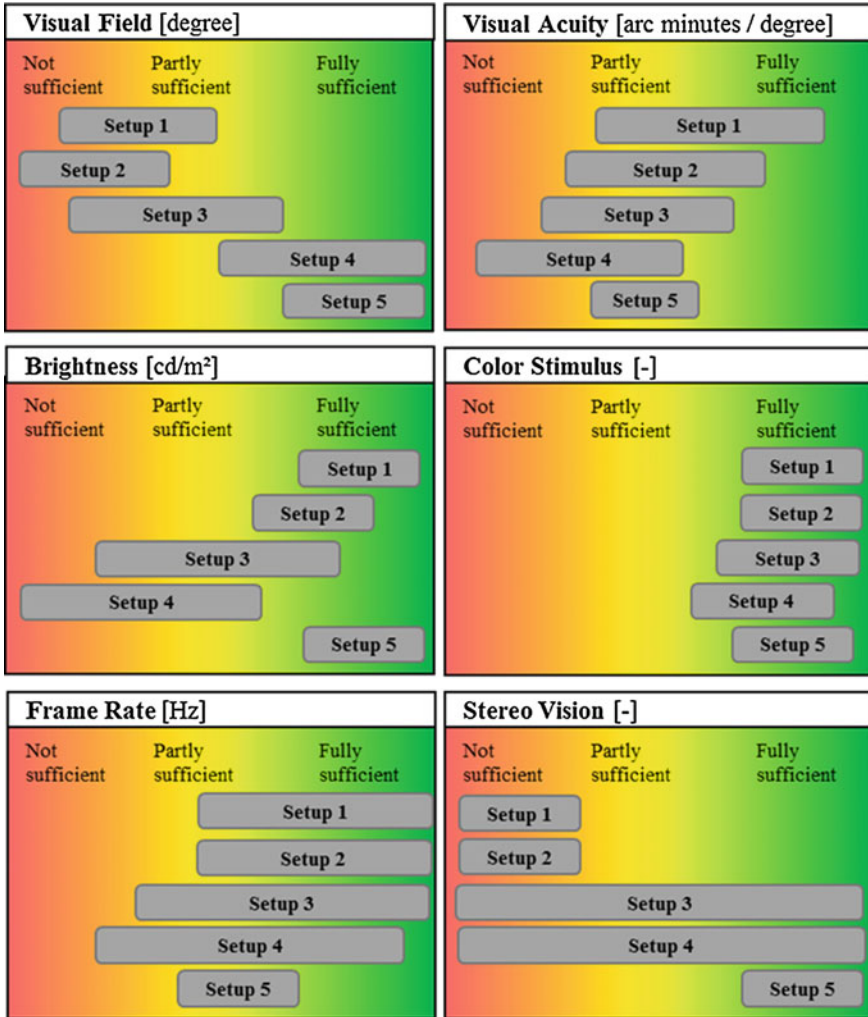 Visual Field [degree]
Not
sufficient
Partly
sufficient
Fully
sufficient
Setup 1
Setup 2
Setup 3
Setup 4
Setup 5
Visual Acuity [arc minutes / degree]
Not
sufficient
Partly
sufficient
Fully
sufficient
Setup 1
Setup 2
Setup 3
Setup 4
Setup 5
Brightness [cd/m²]
Not
sufficient
Partly
sufficient
Fully
sufficient
Setup 1
Setup 2
Setup 3
Setup 4
Setup 5
Color Stimulus [-]
Not
sufficient
Partly
sufficient
Fully
sufficient
Setup 1
Setup 2
Setup 3
Setup 4
Setup 5
Frame Rate [Hz]
Not
sufficient
Partly
sufficient
Fully
sufficient
Setup 1
Setup 2
Setup 3
Setup 4
Setup 5
Stereo Vision [-]
Not
sufficient
Partly
sufficient
Fully
sufficient
Setup 1
Setup 2
Setup 3
Setup 4
Setup 5